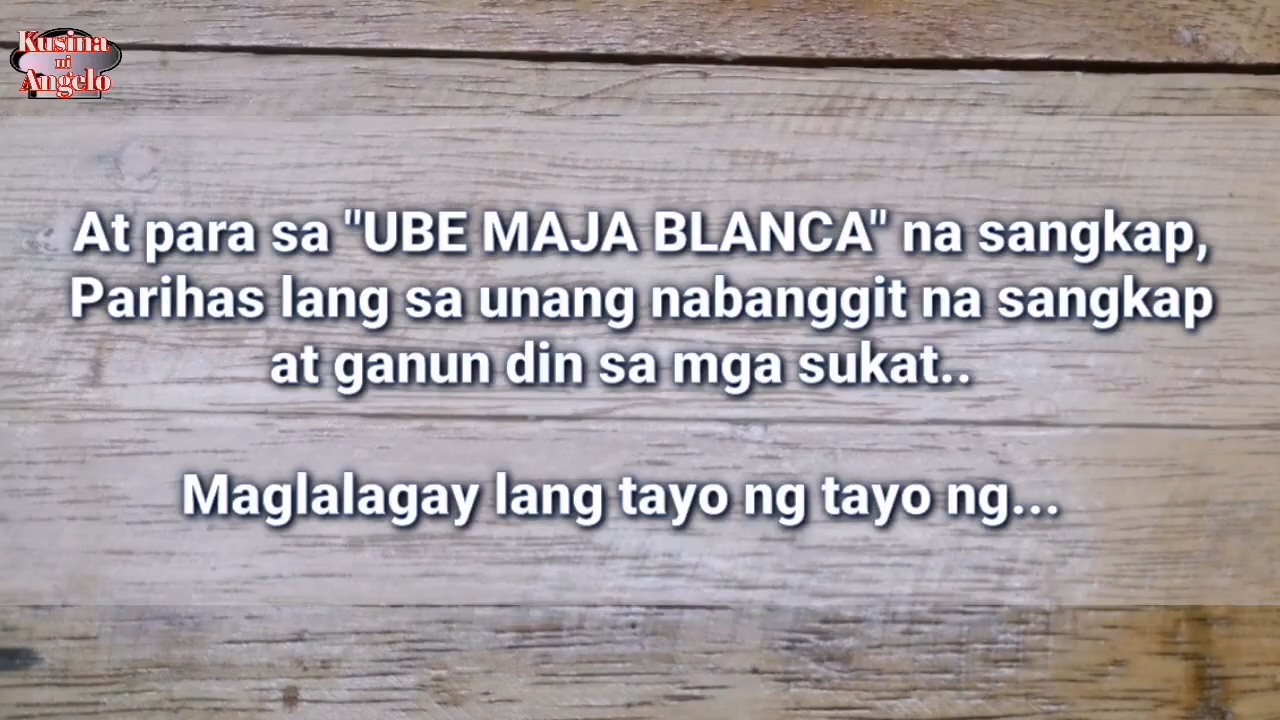 Kusina
ni
Angelo
At para sa "UBE MAJA BLANCA" na sangkap,
Parihas lang sa unang nabanggit na sangkap
at ganun din sa mga sukat..
Maglalagay lang tayo ng tayo ng...